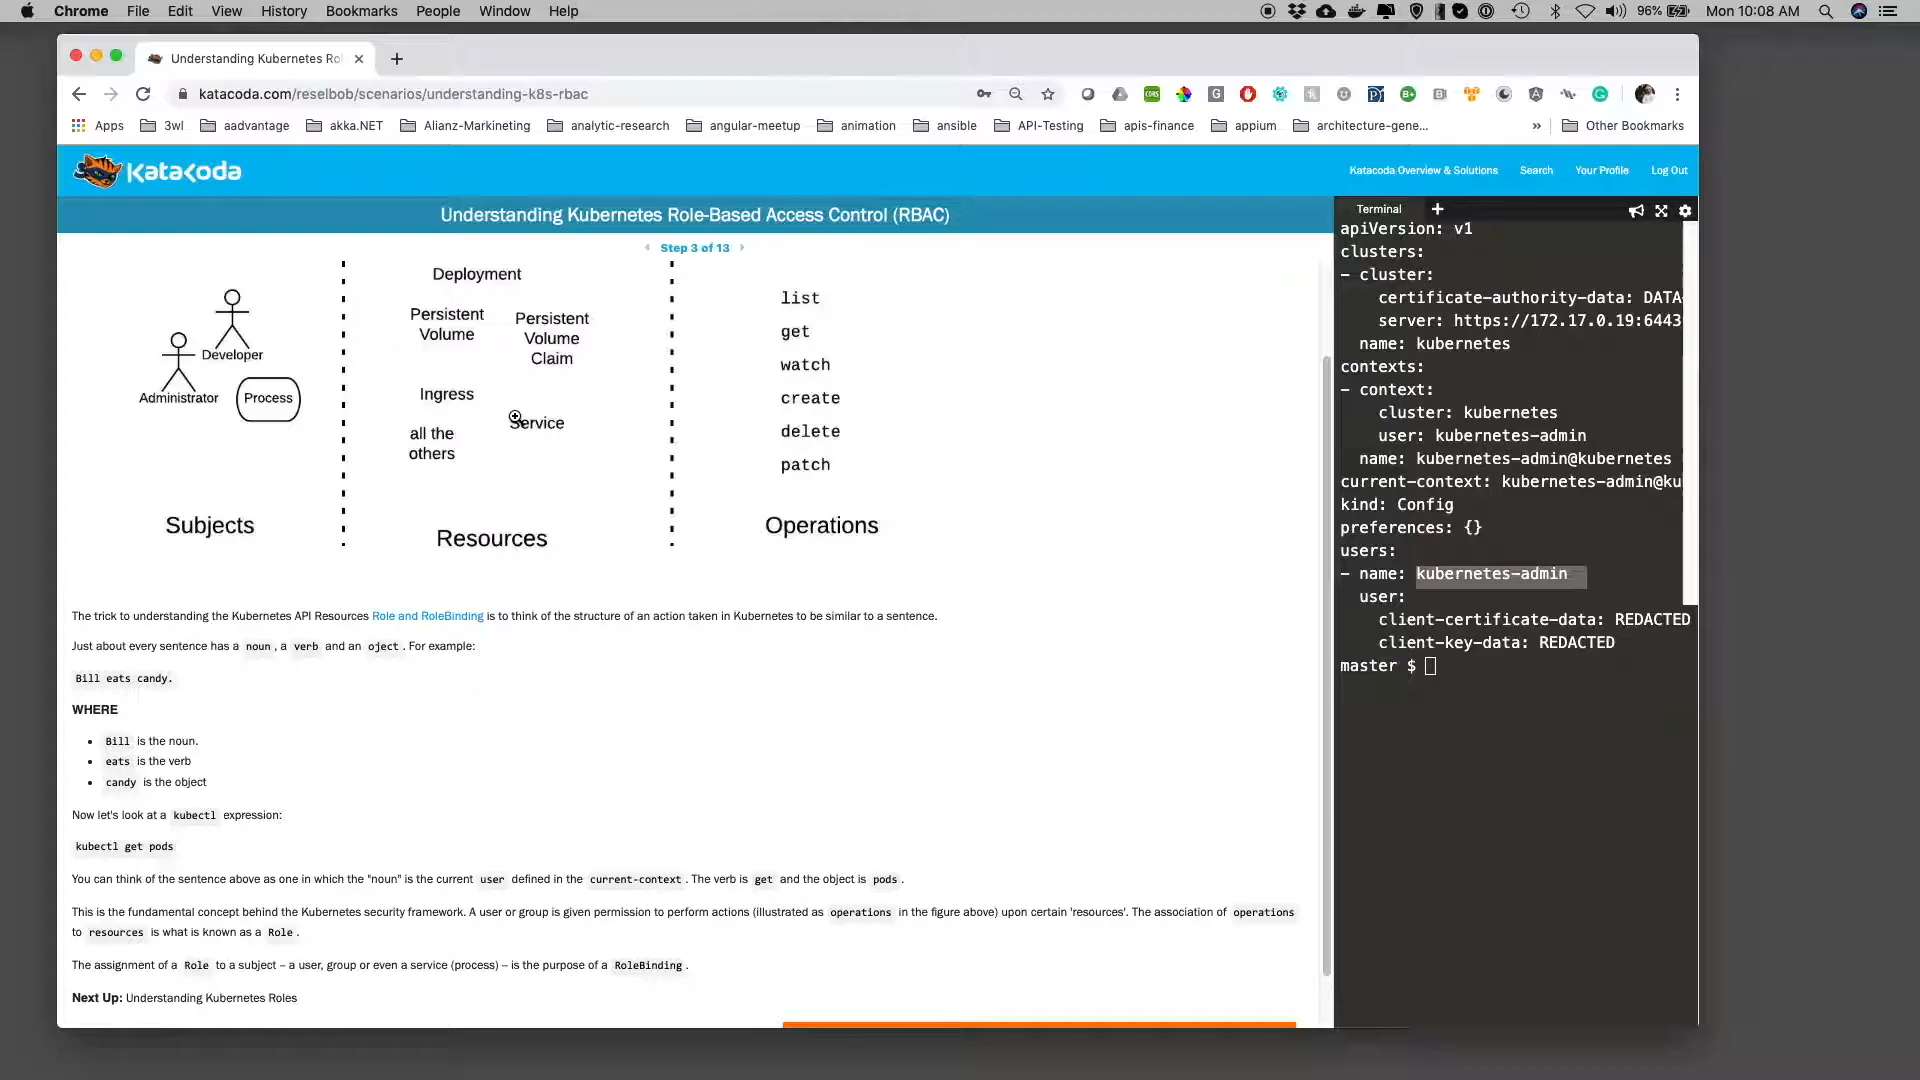 Chrome File Edit View History Bookmarks People Window Help 96% Mon 10:08 AM
Understanding Kubernetes Ro
katacoda.com/reselbob/scenarios/understanding-k8s-rbac
Apps 3wl aadvantage akka.NET Alianz-Markineting analytic-research angular-meetup animation ansible API-Testing apis-finance appium architecture-gene... » Other Bookmarks
KataKoda
Katacoda Overview & Solutions Search Your Profile Log Out
Understanding Kubernetes Role-Based Access Control (RBAC)
Step 3 of 13
Deployment
Persistent
Volume
Persistent
Volume
Claim
Ingress
Service
all the
others
Developer
Administrator
Process
list
get
watch
create
delete
patch
Subjects
Resources
Operations
The trick to understanding the Kubernetes API Resources Role and RoleBinding is to think of the structure of an action taken in Kubernetes to be similar to a sentence.
Just about every sentence has a noun, a verb and an oject. For example:
Bill eats candy.
WHERE
• Bill is the noun.
• eats is the verb
• candy is the object
Now let's look at a kubectl expression:
kubectl get pods
You can think of the sentence above as one in which the "noun" is the current user defined in the current-context. The verb is get and the object is pods.
This is the fundamental concept behind the Kubernetes security framework. A user or group is given permission to perform actions (illustrated as operations in the figure above) upon certain 'resources'. The association of operations
to resources is what is known as a Role.
The assignment of a Role to a subject – a user, group or even a service (process) – is the purpose of a RoleBinding.
Next Up: Understanding Kubernetes Roles
Terminal +
apiVersion: v1
clusters:
- cluster:
certificate-authority-data: DATA
server: https://172.17.0.19:6443
name: kubernetes
contexts:
- context:
cluster: kubernetes
user: kubernetes-admin
name: kubernetes-admin@kubernetes
current-context: kubernetes-admin@ku
kind: Config
preferences: {}
users:
- name: kubernetes-admin
user:
client-certificate-data: REDACTED
client-key-data: REDACTED
master $